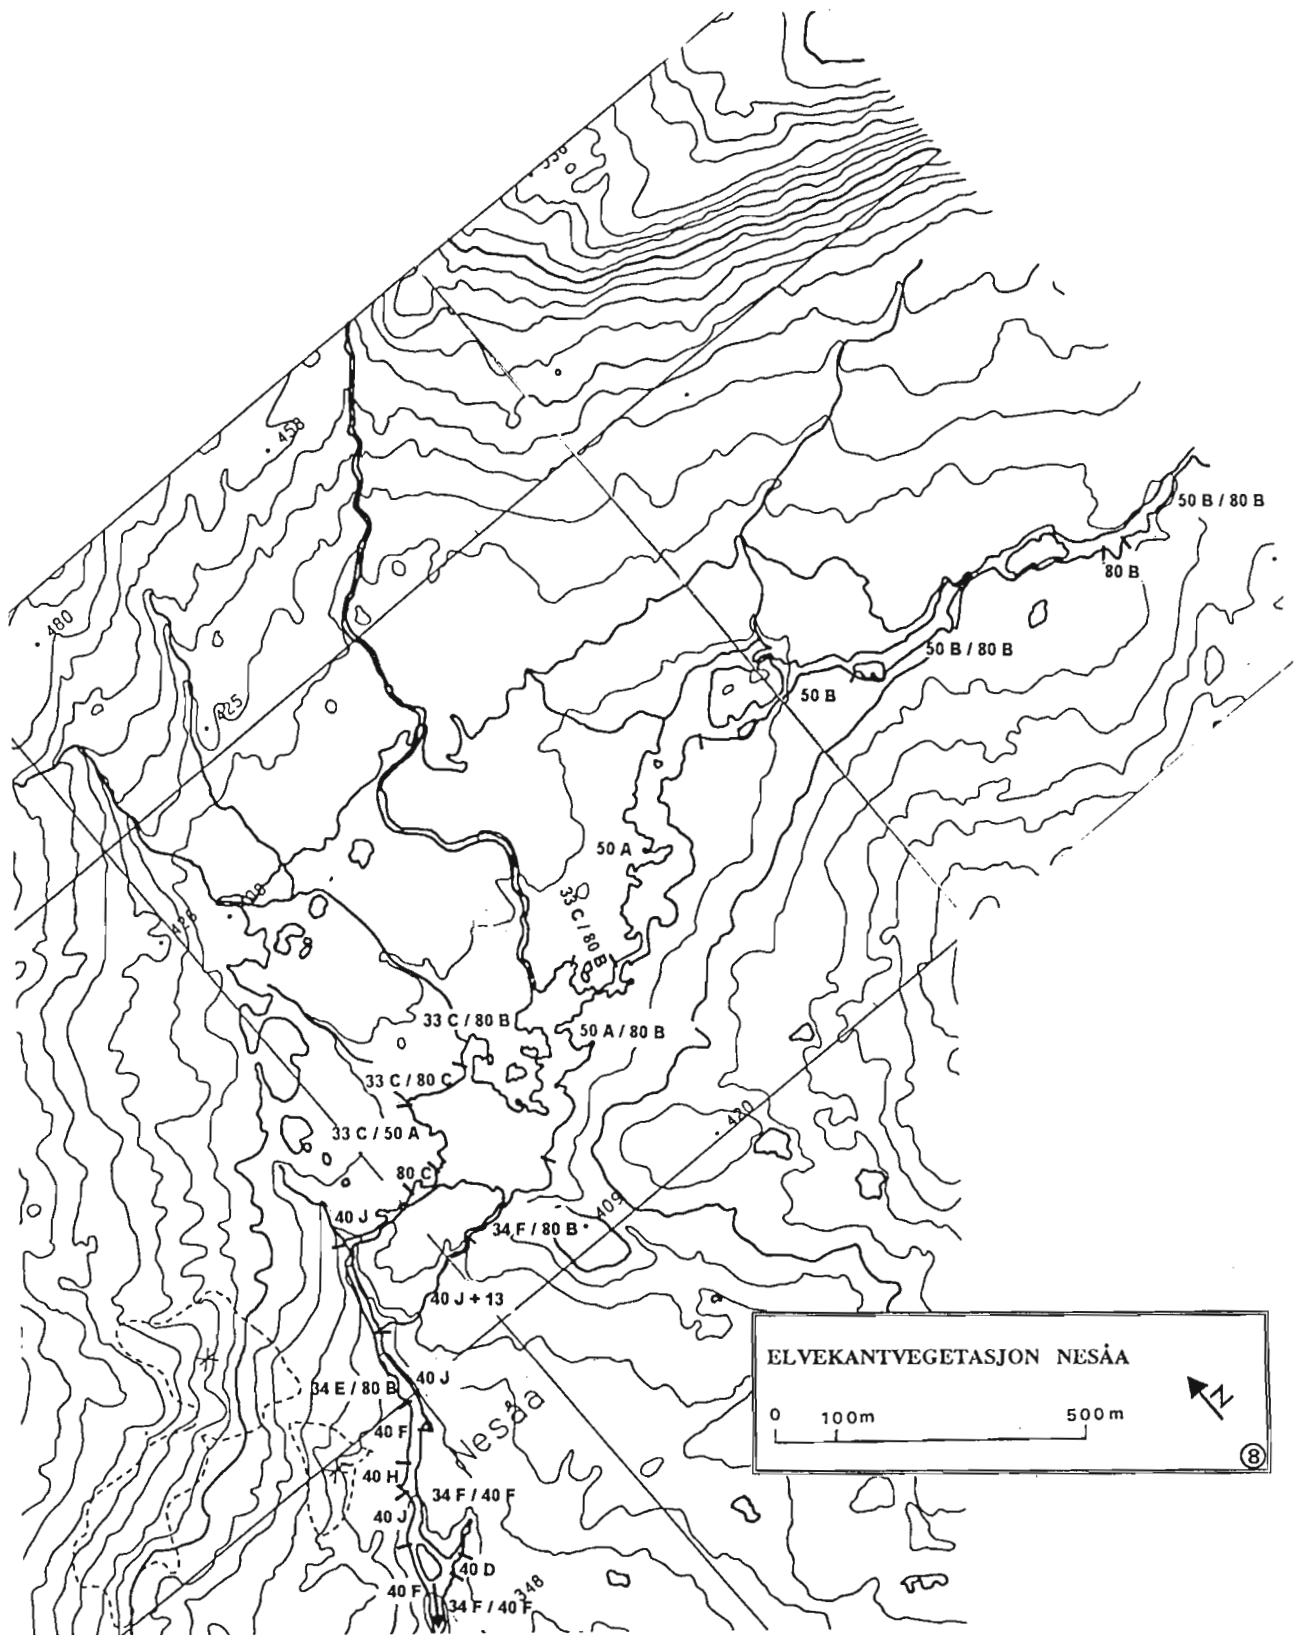 458
480
425
50 B / 80 B
80 B
50 B / 80 B
50 B
50 A
33 C / 80 B
428
33 C / 80 B
50 A / 80 B
33 C / 80 C
33 C / 50 A
420
80 C
40 J
409
34 F / 80 B
40 J + 13
40 J
34 E / 80 B
Nesåa
40 F
40 H
34 F / 40 F
40 J
40 D
40 F
348
34 F / 40 F
ELVEKANTVEGETASJON NESÅA
0 100m 500m
N
8